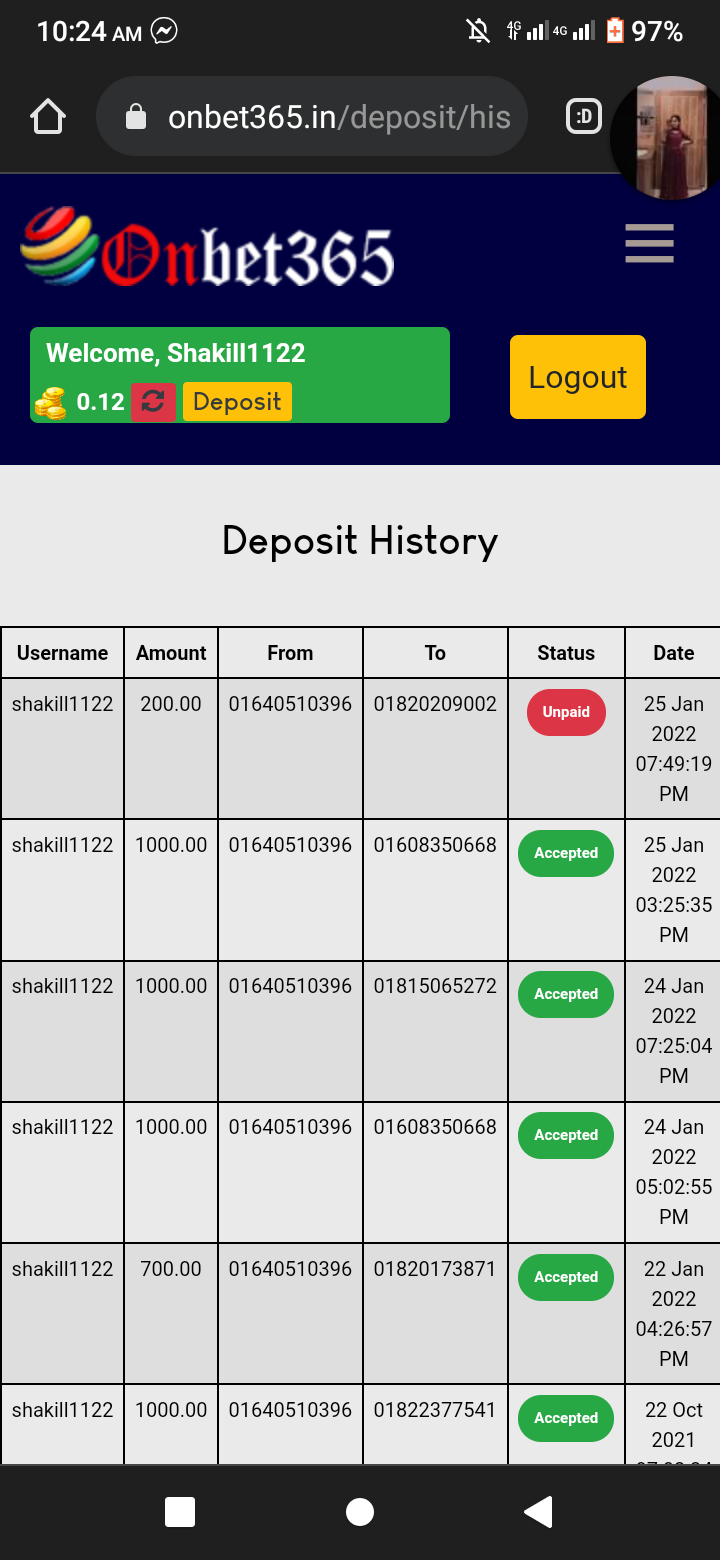 10:24 AM 4G 4G 97%
onbet365.in/deposit/his :D
Onbet365
Welcome, Shakill1122
0.12 Deposit
Logout
Deposit History
Username Amount From To Status Date
shakill1122 200.00 01640510396 01820209002 Unpaid 25 Jan
2022
07:49:19
PM
shakill1122 1000.00 01640510396 01608350668 Accepted 25 Jan
2022
03:25:35
PM
shakill1122 1000.00 01640510396 01815065272 Accepted 24 Jan
2022
07:25:04
PM
shakill1122 1000.00 01640510396 01608350668 Accepted 24 Jan
2022
05:02:55
PM
shakill1122 700.00 01640510396 01820173871 Accepted 22 Jan
2022
04:26:57
PM
shakill1122 1000.00 01640510396 01822377541 Accepted 22 Oct
2021